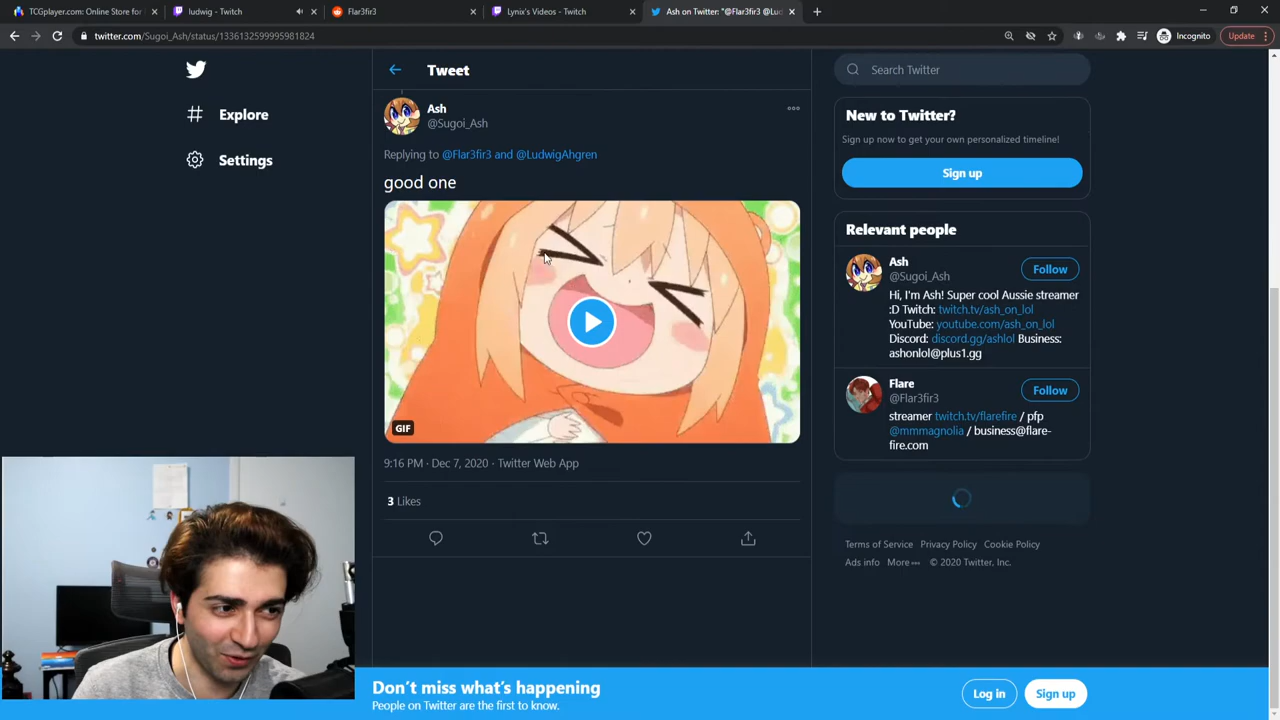 TCGplayer.com: Online Store for
ludwig - Twitch
Flar3fir3
Lynix's Videos - Twitch
Ash on Twitter: "@Flar3fir3 @Lud
twitter.com/Sugoi_Ash/status/1336132599995981824
Incognito
Update
Explore
Settings
Tweet
Ash
@Sugoi_Ash
Replying to @Flar3fir3 and @LudwigAhgren
good one
GIF
9:16 PM · Dec 7, 2020 · Twitter Web App
3 Likes
Search Twitter
New to Twitter?
Sign up now to get your own personalized timeline!
Sign up
Relevant people
Ash
@Sugoi_Ash
Follow
Hi, I'm Ash! Super cool Aussie streamer
:D Twitch: twitch.tv/ash_on_lol
YouTube: youtube.com/ash_on_lol
Discord: discord.gg/ashlol Business:
ashonlol@plus1.gg
Flare
@Flar3fir3
Follow
streamer twitch.tv/flarefire / pfp
@mmmagnolia / business@flare-
fire.com
Terms of Service Privacy Policy Cookie Policy
Ads info More © 2020 Twitter, Inc.
Don't miss what's happening
People on Twitter are the first to know.
Log in
Sign up